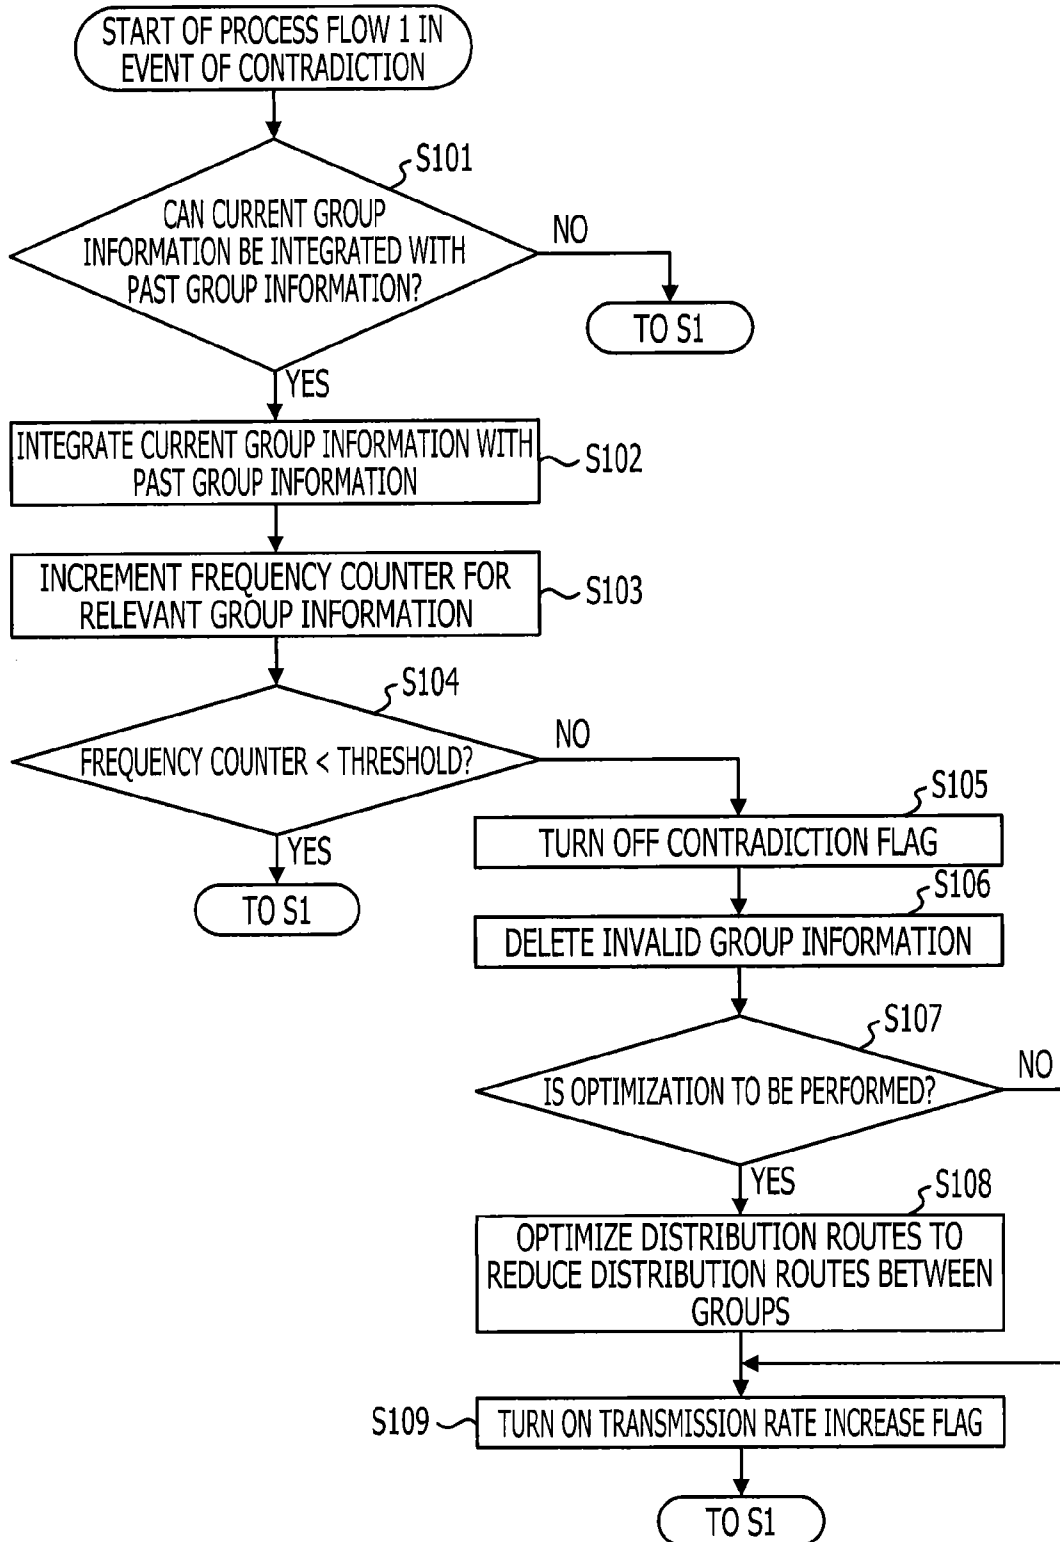 START OF PROCESS FLOW 1 IN
EVENT OF CONTRADICTION
S101
CAN CURRENT GROUP
INFORMATION BE INTEGRATED WITH
PAST GROUP INFORMATION?
NO
TO S1
YES
INTEGRATE CURRENT GROUP INFORMATION WITH
PAST GROUP INFORMATION
S102
INCREMENT FREQUENCY COUNTER FOR
RELEVANT GROUP INFORMATION
S103
S104
FREQUENCY COUNTER < THRESHOLD?
NO
YES
TO S1
S105
TURN OFF CONTRADICTION FLAG
S106
DELETE INVALID GROUP INFORMATION
S107
IS OPTIMIZATION TO BE PERFORMED?
NO
YES
S108
OPTIMIZE DISTRIBUTION ROUTES TO
REDUCE DISTRIBUTION ROUTES BETWEEN
GROUPS
S109
TURN ON TRANSMISSION RATE INCREASE FLAG
TO S1